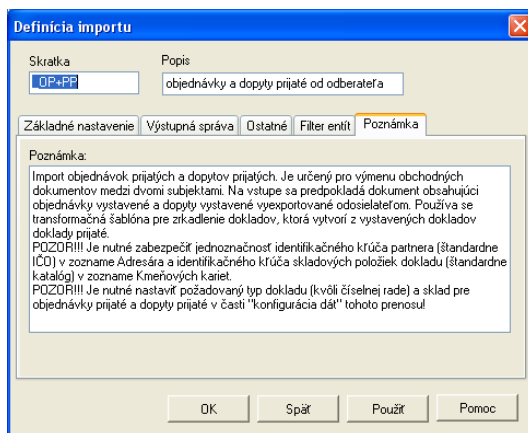 Definícia importu
Skratka
Popis
_OP+PP
objednávky a dopyty prijaté od odberateľa
Základné nastavenie
Výstupná správa
Ostatné
Filter entít
Poznámka
Poznámka:
Import objednávok prijatých a dopytov prijatých. Je určený pro výmenu obchodných
dokumentov medzi dvomi subjektami. Na vstupe sa predpokladá dokument obsahujúci
objednávky vystavené a dopyty vystavené vyexportované odosielateľom. Používa se
transformačná šablóna pre zrkadlenie dokladov, ktorá vytvorí z vystavených dokladov
doklady prijaté.
POZOR!!! Je nutné zabezpečiť jednoznačnosť identifikačného kľúča partnera (štandardne
IČO) v zozname Adresára a identifikačného kľúča skladových položiek dokladu (štandardne
katalóg) v zozname Kmeňových kariet.
POZOR!!! Je nutné nastaviť požadovaný typ dokladu (kvôli číselnej rade) a sklad pre
objednávky prijaté a dopyty prijaté v časti "konfigurácia dát" tohoto prenosu!
OK
Späť
Použiť
Pomoc